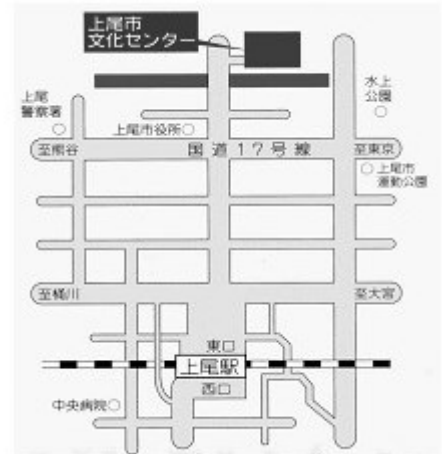 上尾市
文化センター
上尾
警察署
水上
公園
上尾市役所
至熊谷
国道17号線
至東京
上尾市
運動公園
至桶川
至大宮
東口
上尾駅
西口
中央病院